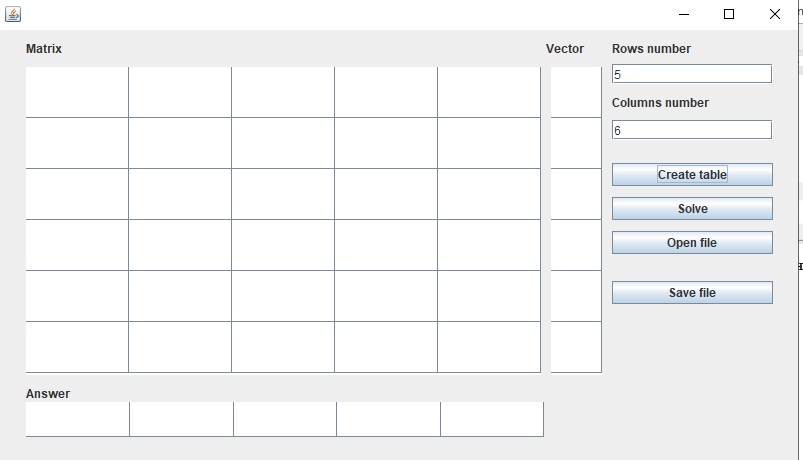 Matrix
Vector
Rows number
5
Columns number
6
Create table
Solve
Open file
Save file
Answer